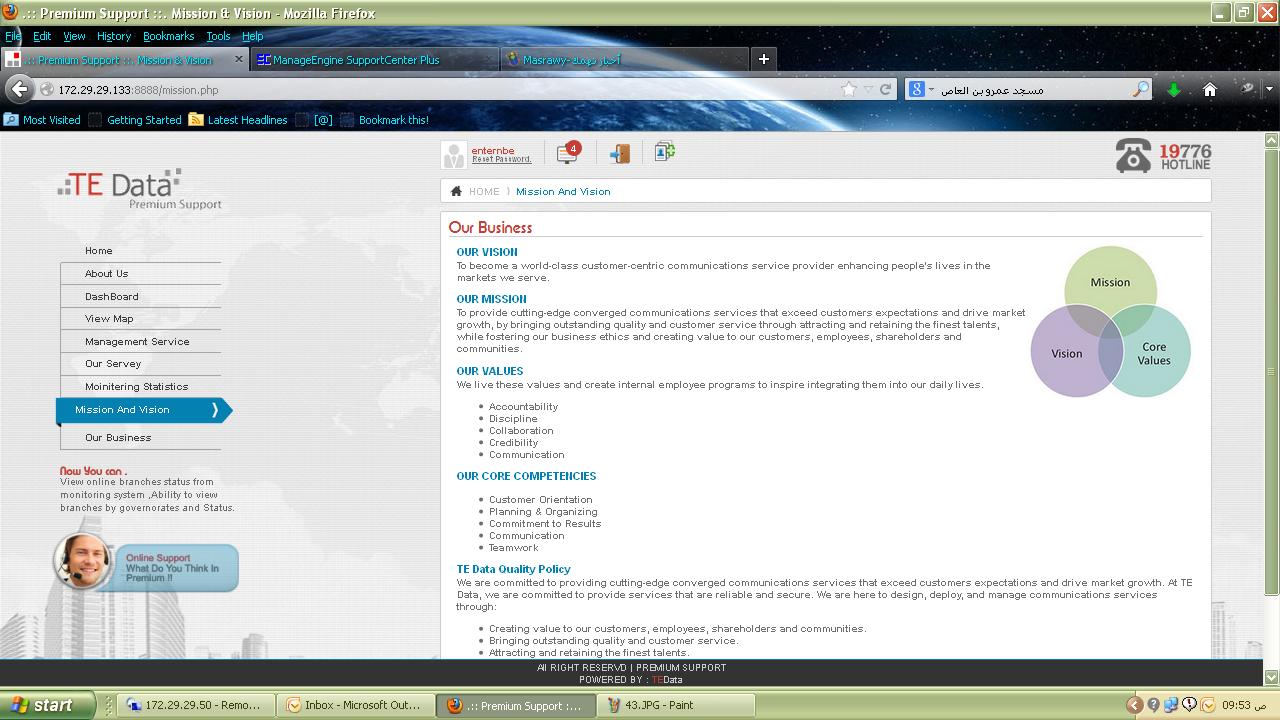 .:: Premium Support ::. Mission & Vision - Mozilla Firefox
File Edit View History Bookmarks Tools Help
.:: Premium Support ::. Mission & Vision
ManageEngine SupportCenter Plus
172.29.29.133:8888/mission.php
مسجد عمرو بن العاص
Most Visited Getting Started Latest Headlines [@] Bookmark this!
enternbe
Reset Password.
4
19776
HOTLINE
TE Data
Premium Support
HOME Mission And Vision
Home
About Us
DashBoard
View Map
Management Service
Our Servey
Moinitering Statistics
Mission And Vision
Our Business
Now You can .
View online branches status from
monitoring system ,Ability to view
branches by governorates and Status.
Online Support
What Do You Think In
Premium !!
Our Business
OUR VISION
To become a world-class customer-centric communications service provider enhancing people's lives in the
markets we serve.
OUR MISSION
To provide cutting-edge converged communications services that exceed customers expectations and drive market
growth, by bringing outstanding quality and customer service through attracting and retaining the finest talents,
while fostering our business ethics and creating value to our customers, employees, shareholders and
communities.
Mission
Vision
Core
Values
OUR VALUES
We live these values and create internal employee programs to inspire integrating them into our daily lives.
Accountability
Discipline
Collaboration
Credibility
Communication
OUR CORE COMPETENCIES
Customer Orientation
Planning & Organizing
Commitment to Results
Communication
Teamwork
TE Data Quality Policy
We are committed to providing cutting-edge converged communications services that exceed customers expectations and drive market growth. At TE
Data, we are committed to provide services that are reliable and secure. We are here to design, deploy, and manage communications services
through:
Creating value to our customers, employees, shareholders and communities.
Bringing outstanding quality and customer service.
Attracting and retaining the finest talents.
All RIGHT RESERVD | PREMIUM SUPPORT
POWERED BY : TEData
start
172.29.29.50 - Remo...
Inbox - Microsoft Out...
.:: Premium Support :...
43.JPG - Paint
09:53 ص